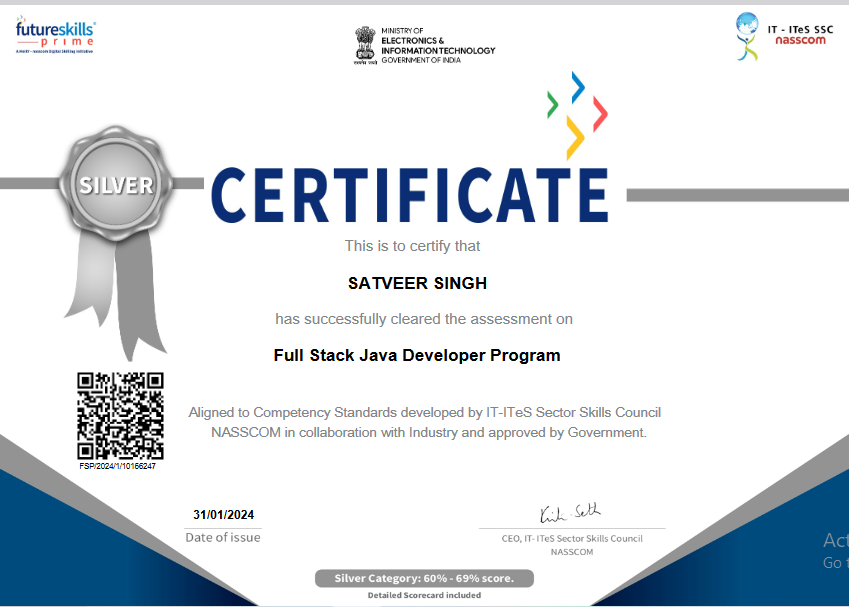 futureskills
prime
A MeitY - nasscom Digital Skilling Initiative
MINISTRY OF
ELECTRONICS &
INFORMATION TECHNOLOGY
GOVERNMENT OF INDIA
IT - ITeS SSC
nasscom
SILVER
CERTIFICATE
This is to certify that
SATVEER SINGH
has successfully cleared the assessment on
Full Stack Java Developer Program
FSP/2024/1/10166247
Aligned to Competency Standards developed by IT-ITeS Sector Skills Council
NASSCOM in collaboration with Industry and approved by Government.
31/01/2024
Date of issue
CEO, IT- ITeS Sector Skills Council
NASSCOM
Silver Category: 60% - 69% score.
Detailed Scorecard included
Act
Go t